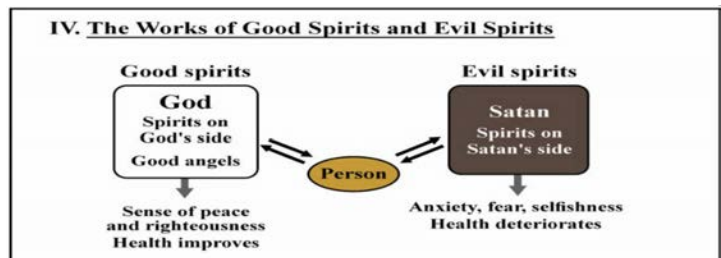 IV. The Works of Good Spirits and Evil Spirits
Good spirits
God
Spirits on
God's side
Good angels
Sense of peace
and righteousness
Health improves
Person
Evil spirits
Satan
Spirits on
Satan's side
Anxiety, fear, selfishness
Health deteriorates